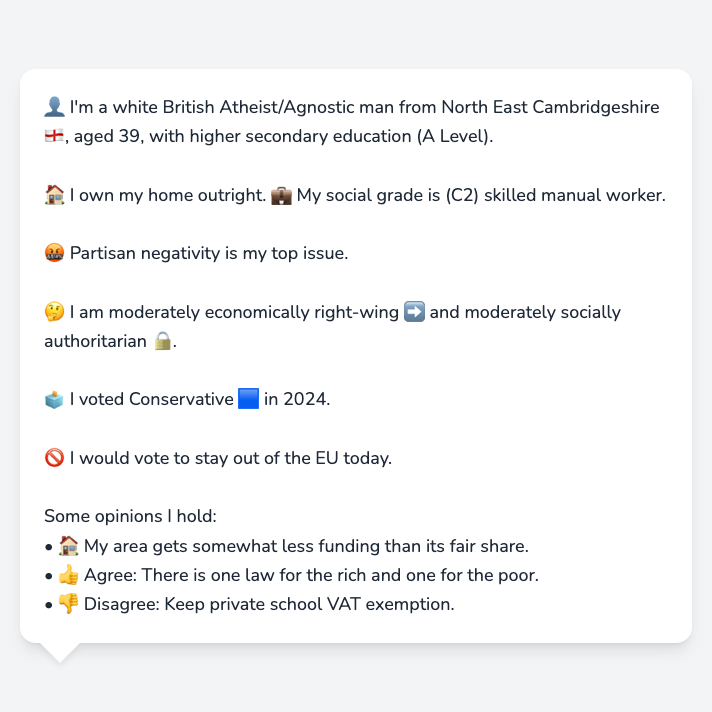 👤 I'm a white British Atheist/Agnostic man from North East Cambridgeshire
🏴󠁧󠁢󠁥󠁮󠁧󠁿, aged 39, with higher secondary education (A Level).
🏠 I own my home outright. 💼 My social grade is (C2) skilled manual worker.
🤬 Partisan negativity is my top issue.
🤔 I am moderately economically right-wing ➡️ and moderately socially
authoritarian 🔒.
🗳️ I voted Conservative 🟦 in 2024.
🚫 I would vote to stay out of the EU today.
Some opinions I hold:
• 🏠 My area gets somewhat less funding than its fair share.
• 👍 Agree: There is one law for the rich and one for the poor.
• 👎 Disagree: Keep private school VAT exemption.